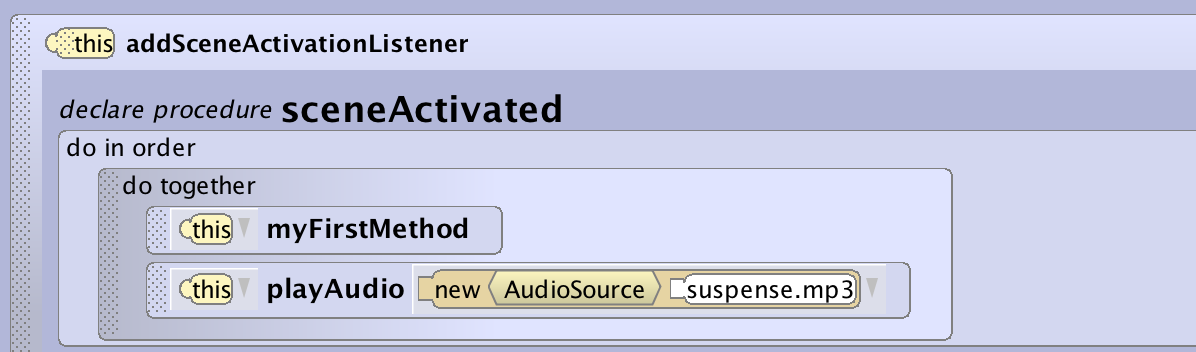 this addSceneActivationListener
declare procedure sceneActivated
do in order
do together
this myFirstMethod
this playAudio new AudioSource suspense.mp3